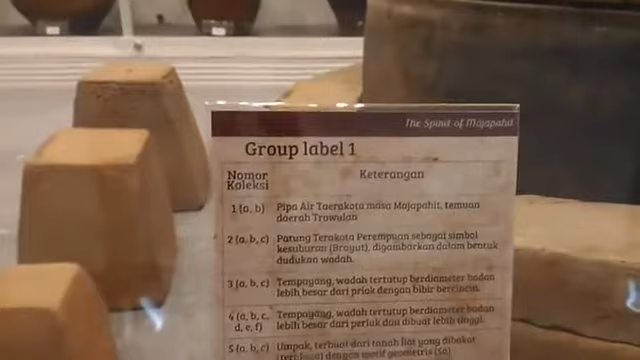 The Spirit of Majapahit
Group label 1
Nomor Koleksi
Keterangan
1 (a, b) Pipa Air Taerakota masa Majapahit, temuan
daerah Trowulan
2 (a, b, c) Patung Terakota Perempuan sebagai simbol
kesuburan (Brayut), digambarkan dalam bentuk
dudukan wadah.
3 (a, b, c) Tempayang, wadah tertutup berdiameter badan
lebih besar dari priok dengan bibir bercincin.
4 (a, b, c, d, e, f) Tempayang, wadah tertutup berdiameter badan
lebih besar dari periuk dan dibuat lebih tinggi.
5 (a, b, c) Umpak, terbuat dari tanah liat yang dibakar
dengan motif geometris (5a)